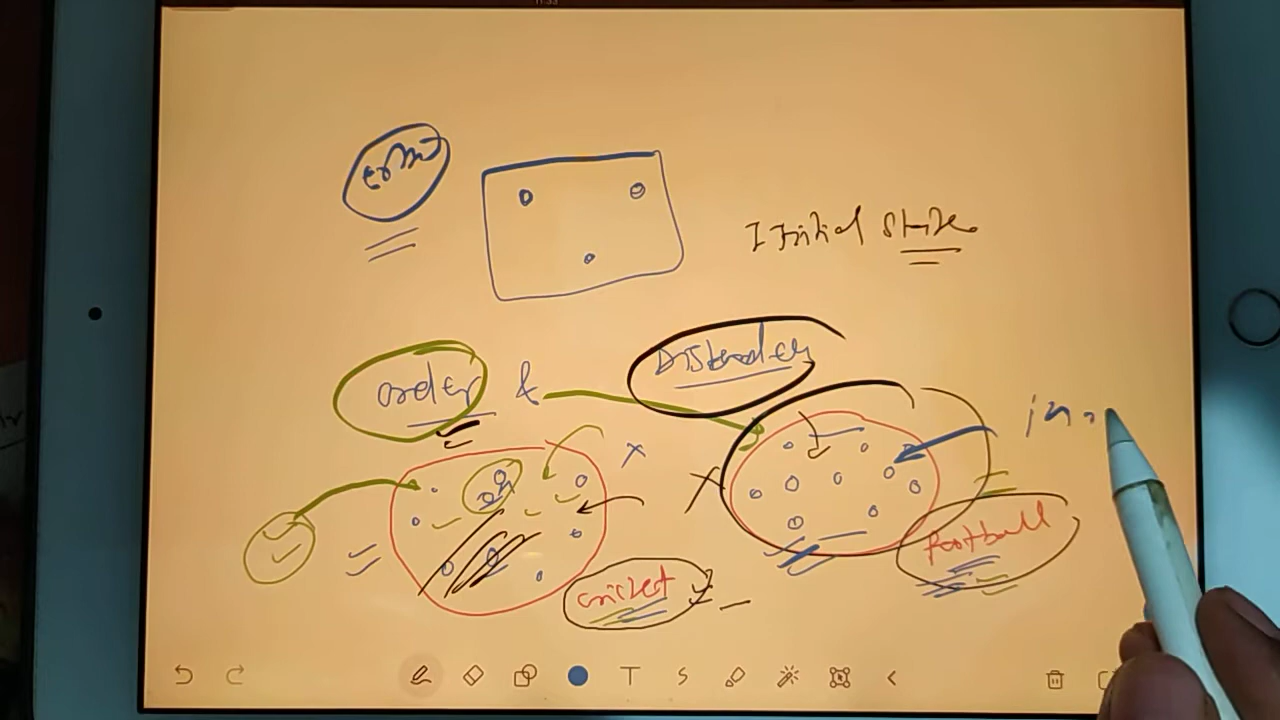 Initial State
order & Disorder
cricket
football
T